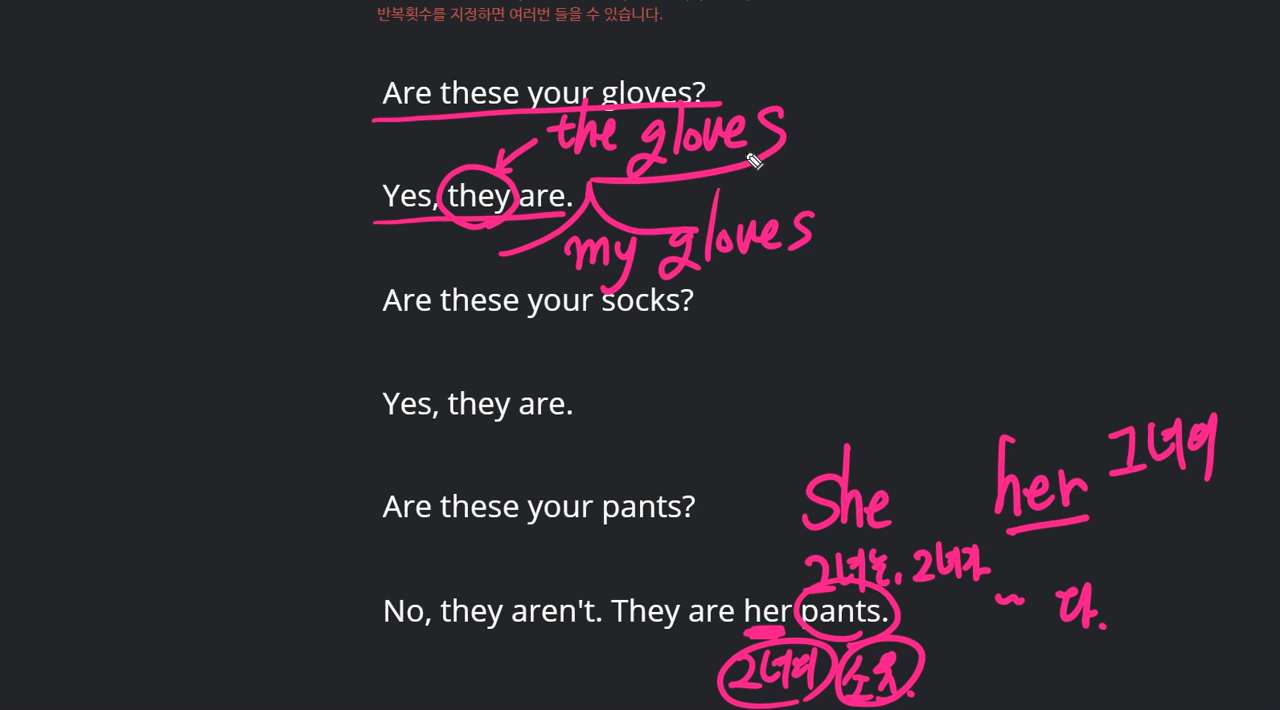 반복횟수를 지정하면 여러번 들을 수 있습니다.
Are these your gloves?
the gloves
Yes, they are.
my gloves
Are these your socks?
Yes, they are.
She her 그녀의
Are these your pants?
그녀는, 그녀가
~ 다.
No, they aren't. They are her pants.
그녀의 소유.